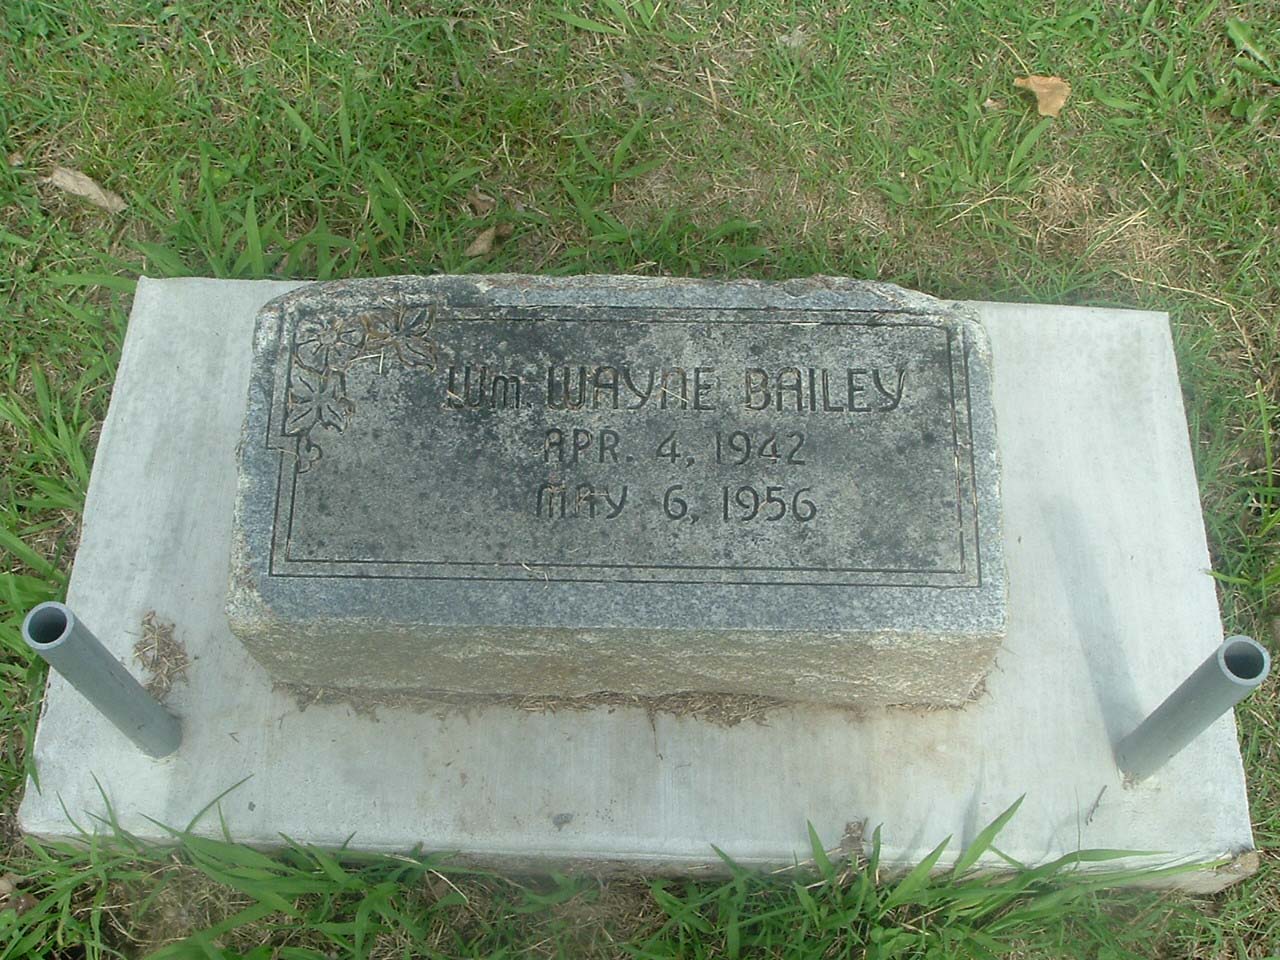 Wm WAYNE BAILEY
APR. 4, 1942
MAY 6, 1956